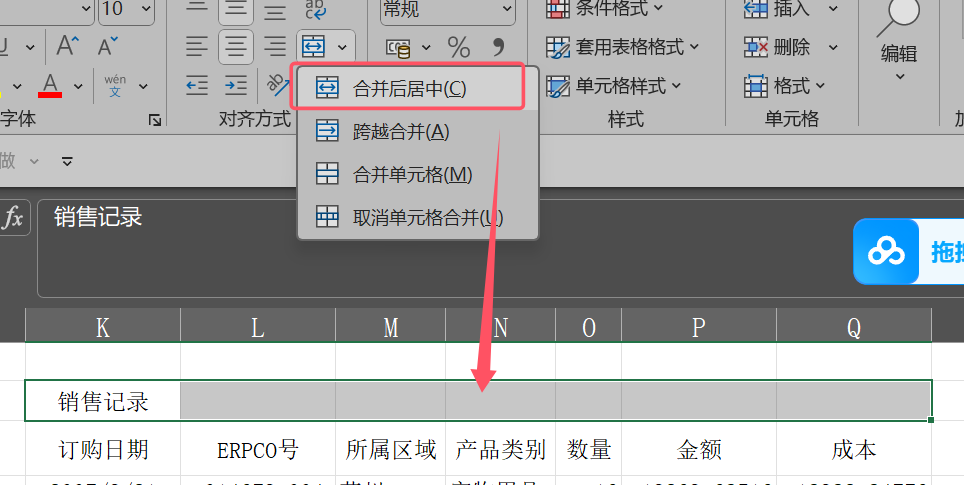 10 常规 条件格式 插入
套用表格格式 删除 编辑
wén
文 合并后居中(C) 单元格样式 格式
字体 对齐方式 样式 单元格
跨越合并(A)
做
合并单元格(M)
取消单元格合并(U)
fx 销售记录
K L M N O P Q
销售记录
订购日期 ERPCO号 所属区域 产品类别 数量 金额 成本